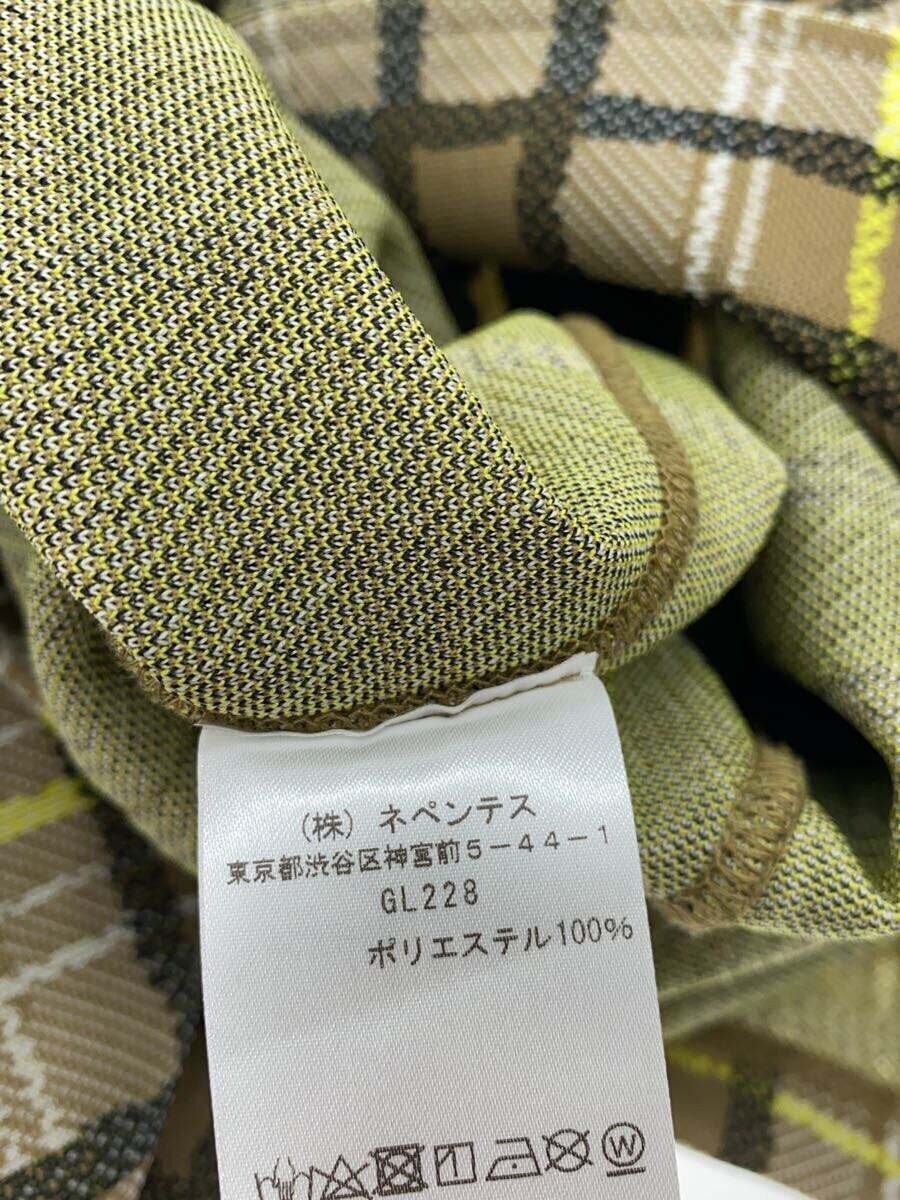 (株) ネペンテス
東京都渋谷区神宮前5-44-1
GL228
ポリエステル100%
W